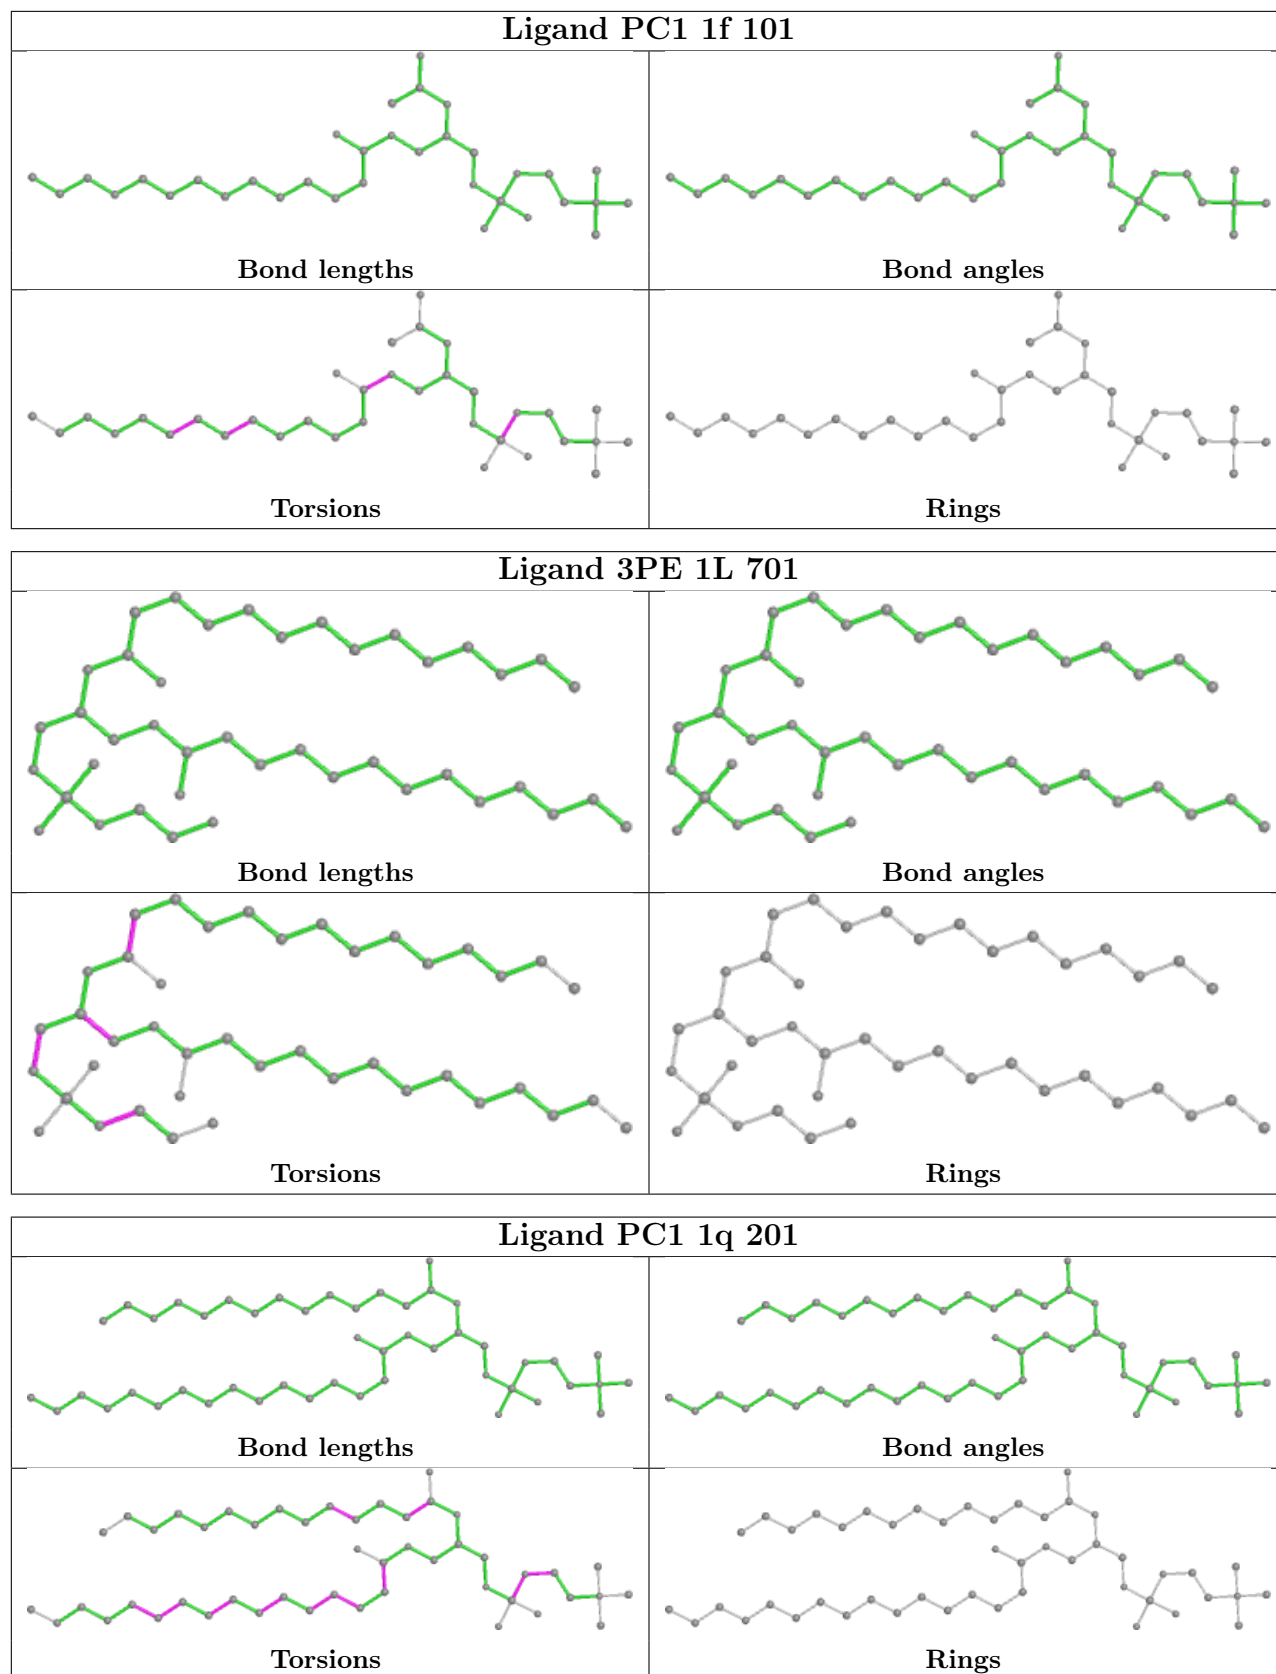 Ligand PC1 1f 101
Bond lengths
Bond angles
Torsions
Rings
Ligand 3PE 1L 701
Bond lengths
Bond angles
Torsions
Rings
Ligand PC1 1q 201
Bond lengths
Bond angles
Torsions
Rings